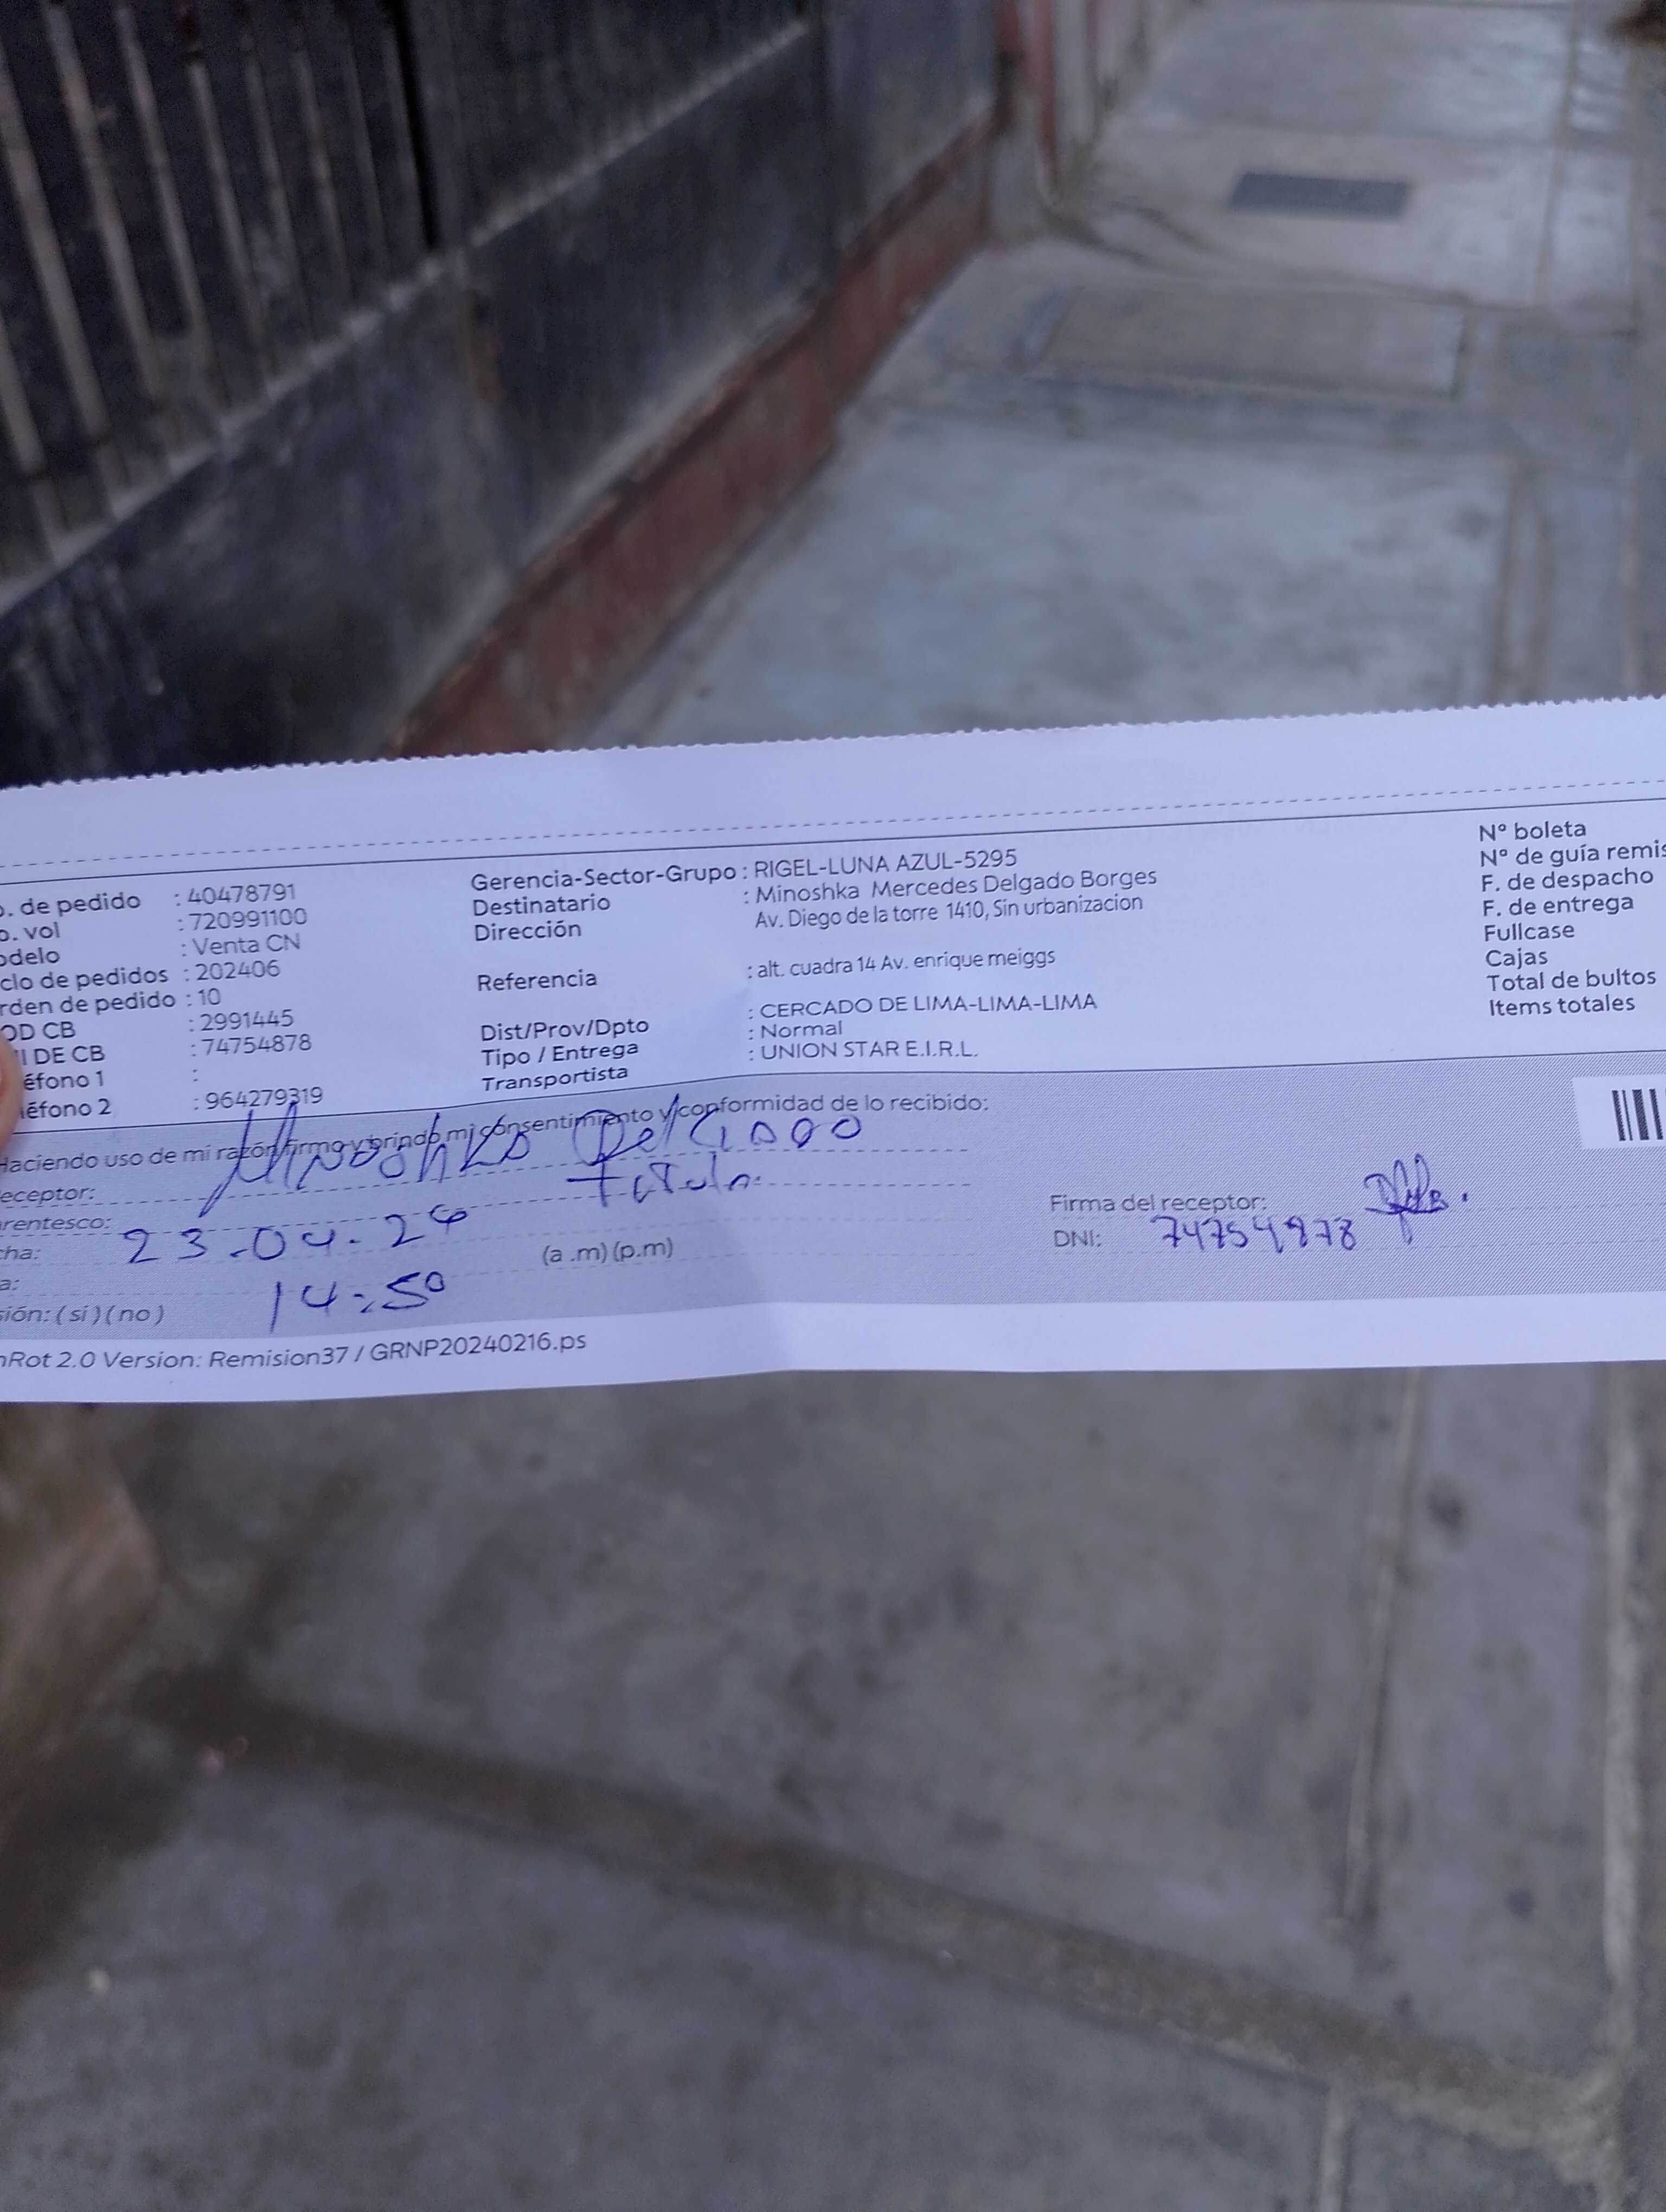 o. de pedido : 40478791
o. vol : 720991100
odelo : Venta CN
clo de pedidos : 202406
rden de pedido : 10
OD CB : 2991445
I DE CB : 74754878
éfono 1 :
léfono 2 : 964279319
Gerencia-Sector-Grupo : RIGEL-LUNA AZUL-5295
Destinatario : Minoshka Mercedes Delgado Borges
Dirección Av. Diego de la torre 1410, Sin urbanizacion
Referencia : alt. cuadra 14 Av. enrique meiggs
Dist/Prov/Dpto : CERCADO DE LIMA-LIMA-LIMA
Tipo / Entrega : Normal
Transportista : UNION STAR E.I.R.L.
N° boleta
N° de guía remis
F. de despacho
F. de entrega
Fullcase
Cajas
Total de bultos
Items totales
Haciendo uso de mi razón firmo y brindo mi consentimiento y conformidad de lo recibido:
eceptor: Minoshka Delgado
rentesco: titular
cha: 23.04.24
a: 14:50 (a .m) (p.m)
sión: ( sí ) ( no )
Firma del receptor:
DNI: 74754878
nRot 2.0 Version: Remision37 / GRNP20240216.ps